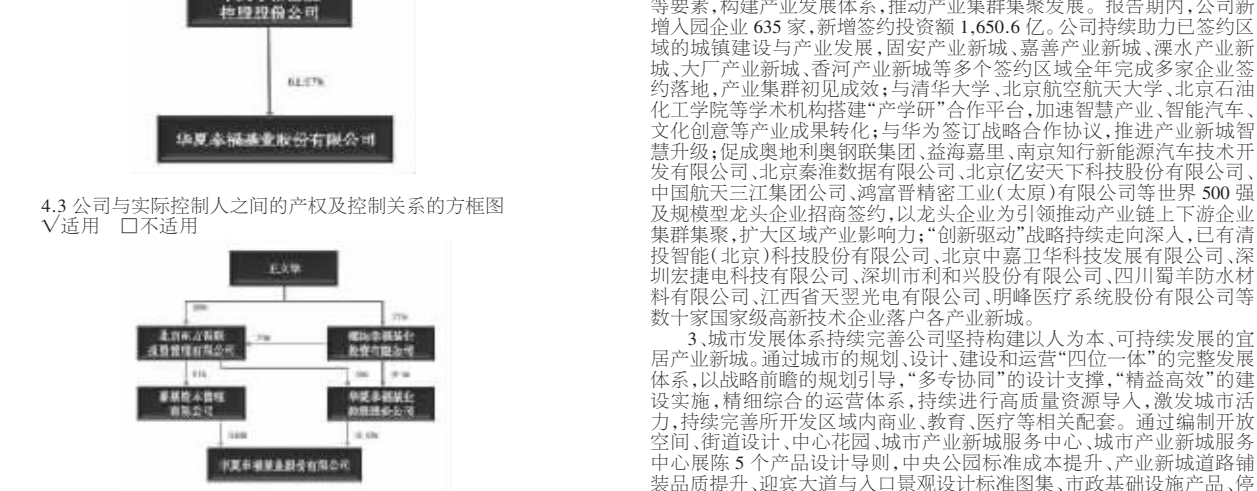 控股股份公司
61.67%
华夏幸福基业股份有限公司
4.3 公司与实际控制人之间的产权及控制关系的方框图
√适用 □不适用
王文学
华夏幸福基业股份有限公司
等要素,构建产业发展体系,推动产业集群集聚发展。报告期内,公司新
增入园企业 635 家,新增签约投资额 1,650.6 亿。公司持续助力已签约区
域的城镇建设与产业发展,固安产业新城、嘉善产业新城、溧水产业新
城、大厂产业新城、香河产业新城等多个签约区域全年完成多家企业签
约落地,产业集群初见成效;与清华大学、北京航空航天大学、北京石油
化工学院等学术机构搭建“产学研”合作平台,加速智慧产业、智能汽车、
文化创意等产业成果转化;与华为签订战略合作协议,推进产业新城智
慧升级;促成奥地利奥钢联集团、益海嘉里、南京知行新能源汽车技术开
发有限公司、北京秦淮数据有限公司、北京亿安天下科技股份有限公司、
中国航天三江集团公司、鸿富晋精密工业(太原)有限公司等世界 500 强
及规模型龙头企业招商签约,以龙头企业为引领推动产业链上下游企业
集群集聚,扩大区域产业影响力;“创新驱动”战略持续走向深入,已有清
投智能(北京)科技股份有限公司、北京中嘉卫华科技发展有限公司、深
圳宏捷电科技有限公司、深圳市利和兴股份有限公司、四川蜀羊防水材
料有限公司、江西省天翌光电有限公司、明峰医疗系统股份有限公司等
数十家国家级高新技术企业落户各产业新城。
3、城市发展体系持续完善公司坚持构建以人为本、可持续发展的宜
居产业新城。通过城市的规划、设计、建设和运营“四位一体”的完整发展
体系,以战略前瞻的规划引导,“多专协同”的设计支撑,“精益高效”的建
设实施,精细综合的运营体系,持续进行高质量资源导入,激发城市活
力,持续完善所开发区域内商业、教育、医疗等相关配套。通过编制开放
空间、街道设计、中心花园、城市产业新城服务中心、城市产业新城服务
中心展陈 5 个产品设计导则,中央公园标准成本提升、产业新城道路铺
装品质提升、迎宾大道与入口景观设计标准图集、市政基础设施产品、停